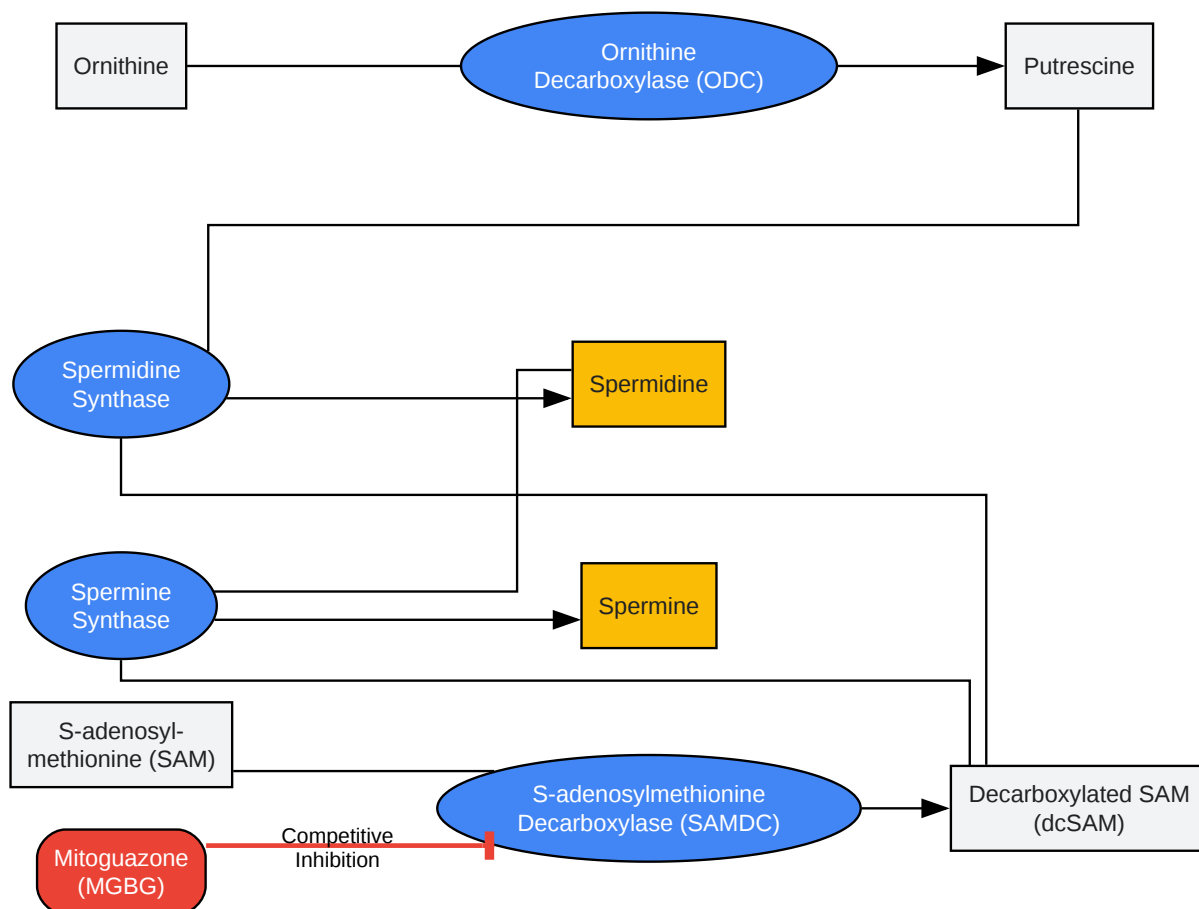 Ornithine
Ornithine
Decarboxylase (ODC)
Putrescine
Spermidine
Synthase
Spermidine
Spermine
Synthase
Spermine
S-adenosyl-
methionine (SAM)
S-adenosylmethionine
Decarboxylase (SAMDC)
Decarboxylated SAM
(dcSAM)
Mitoguazone
(MGBG)
Competitive
Inhibition